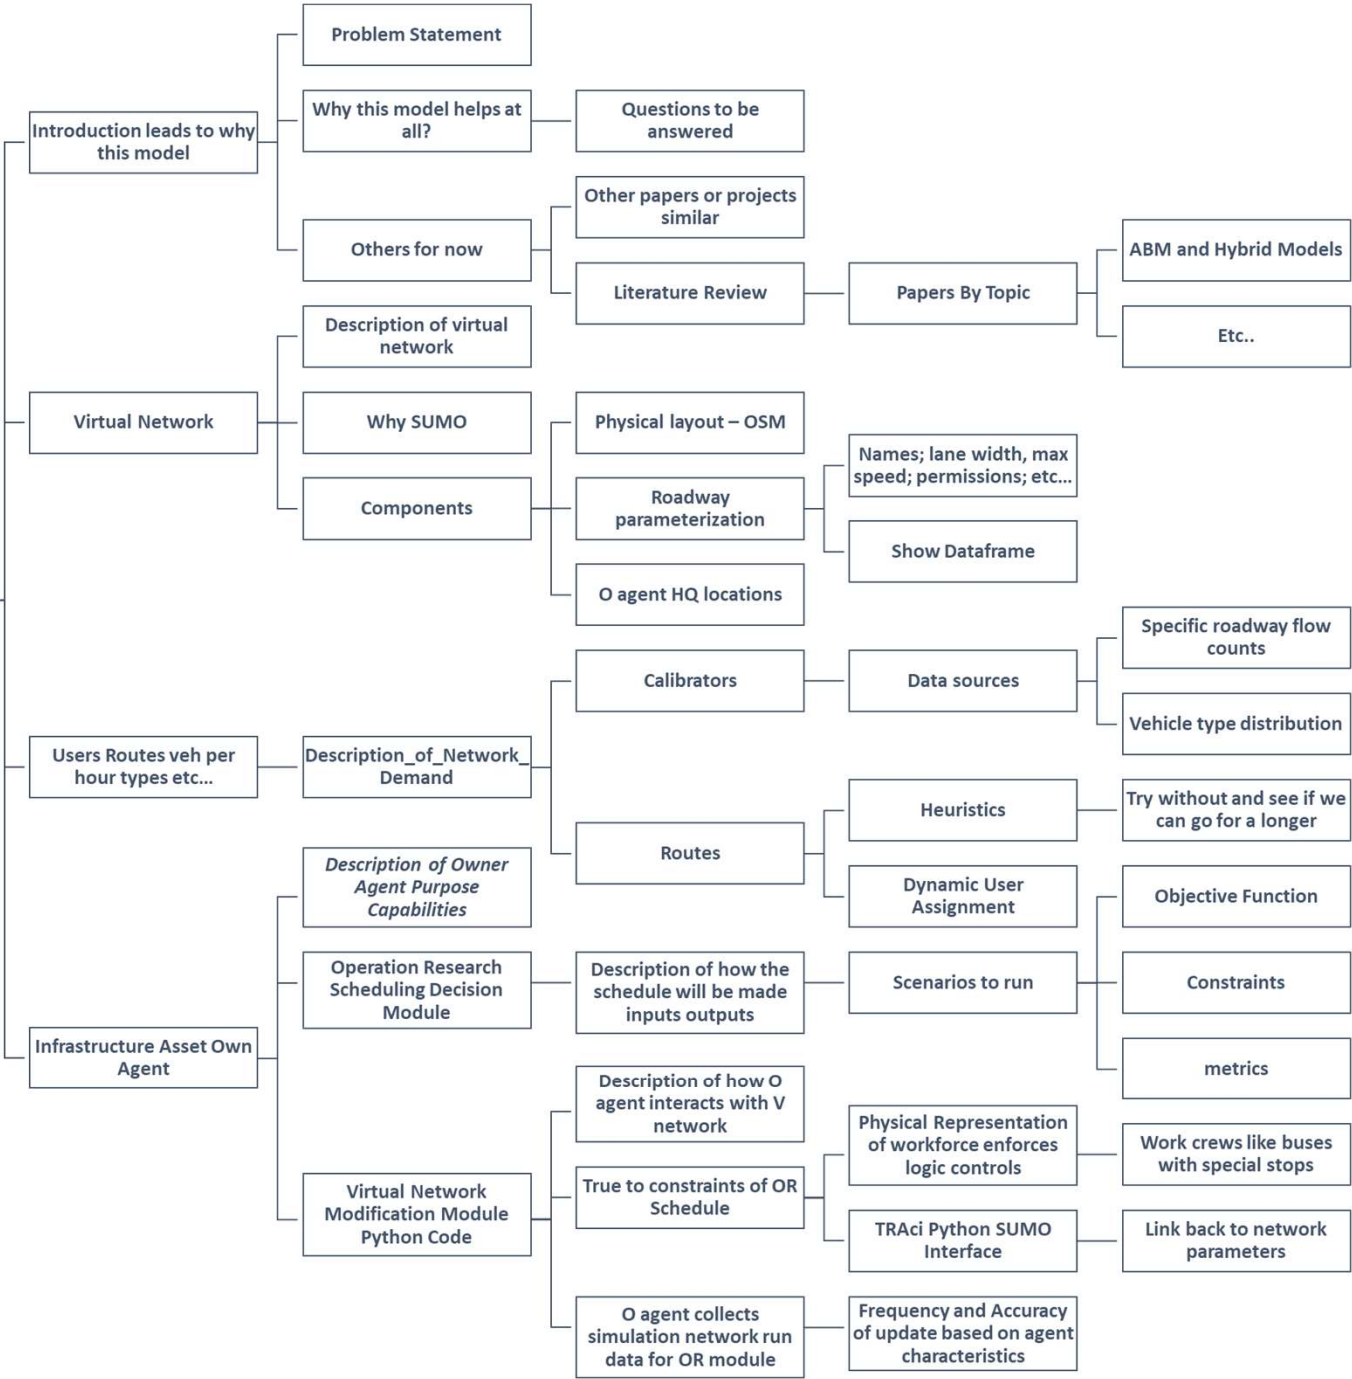 Problem Statement
Why this model helps at
all?
Questions to be
answered
Introduction leads to why
this model
Other papers or projects
similar
Others for now
Literature Review
Papers By Topic
ABM and Hybrid Models
Etc..
Description of virtual
network
Virtual Network
Why SUMO
Components
Physical layout – OSM
Roadway
parameterization
Names; lane width, max
speed; permissions; etc...
Show Dataframe
O agent HQ locations
Users Routes veh per
hour types etc...
Description_of_Network_
Demand
Calibrators
Data sources
Specific roadway flow
counts
Vehicle type distribution
Routes
Heuristics
Try without and see if we
can go for a longer
Dynamic User
Assignment
Infrastructure Asset Own
Agent
Description of Owner
Agent Purpose
Capabilities
Operation Research
Scheduling Decision
Module
Description of how the
schedule will be made
inputs outputs
Scenarios to run
Objective Function
Constraints
metrics
Virtual Network
Modification Module
Python Code
Description of how O
agent interacts with V
network
True to constraints of OR
Schedule
Physical Representation
of workforce enforces
logic controls
Work crews like buses
with special stops
TRAci Python SUMO
Interface
Link back to network
parameters
O agent collects
simulation network run
data for OR module
Frequency and Accuracy
of update based on agent
characteristics